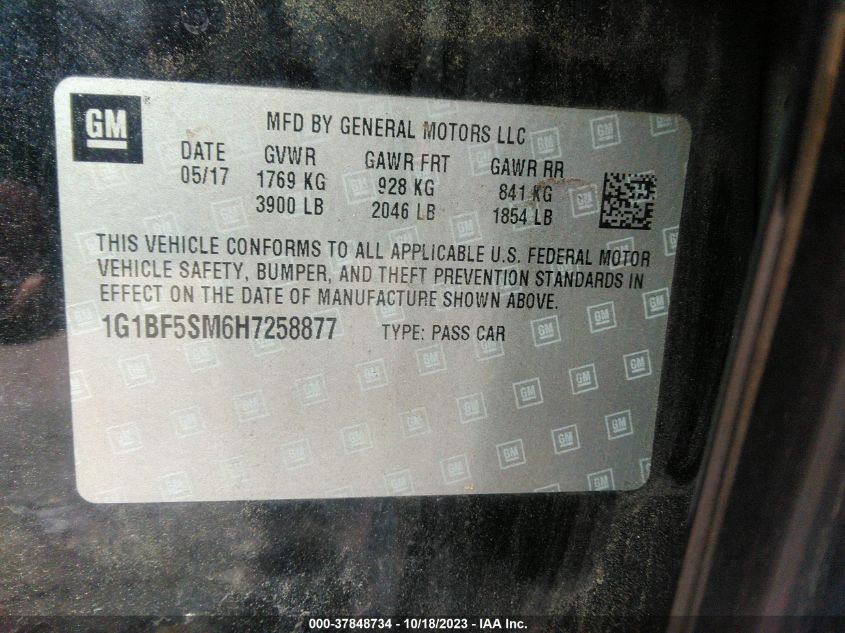 GM
MFD BY GENERAL MOTORS LLC
DATE GVWR GAWR FRT GAWR RR
05/17 1769 KG 928 KG 841 KG
3900 LB 2046 LB 1854 LB
THIS VEHICLE CONFORMS TO ALL APPLICABLE U.S. FEDERAL MOTOR
VEHICLE SAFETY, BUMPER, AND THEFT PREVENTION STANDARDS IN
EFFECT ON THE DATE OF MANUFACTURE SHOWN ABOVE.
1G1BF5SM6H7258877 TYPE: PASS CAR
000-37848734 - 10/18/2023 - IAA Inc.